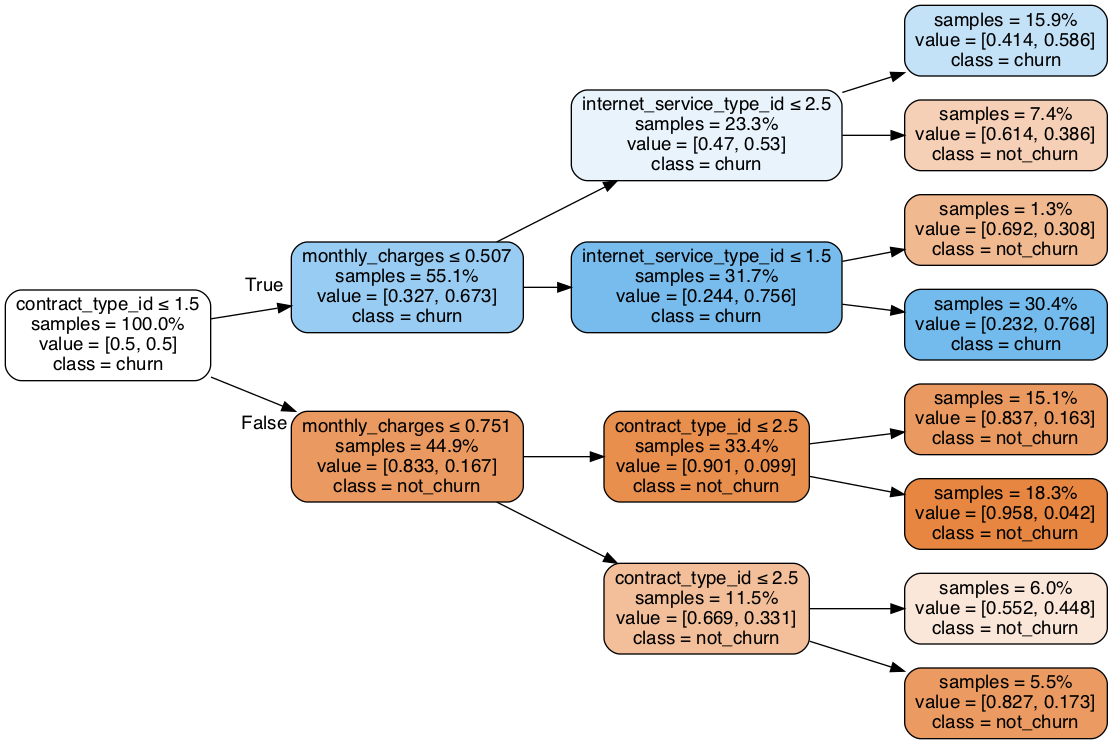 contract_type_id ≤ 1.5
samples = 100.0%
value = [0.5, 0.5]
class = churn
True
False
monthly_charges ≤ 0.507
samples = 55.1%
value = [0.327, 0.673]
class = churn
monthly_charges ≤ 0.751
samples = 44.9%
value = [0.833, 0.167]
class = not_churn
internet_service_type_id ≤ 2.5
samples = 23.3%
value = [0.47, 0.53]
class = churn
internet_service_type_id ≤ 1.5
samples = 31.7%
value = [0.244, 0.756]
class = churn
contract_type_id ≤ 2.5
samples = 33.4%
value = [0.901, 0.099]
class = not_churn
contract_type_id ≤ 2.5
samples = 11.5%
value = [0.669, 0.331]
class = not_churn
samples = 15.9%
value = [0.414, 0.586]
class = churn
samples = 7.4%
value = [0.614, 0.386]
class = not_churn
samples = 1.3%
value = [0.692, 0.308]
class = not_churn
samples = 30.4%
value = [0.232, 0.768]
class = churn
samples = 15.1%
value = [0.837, 0.163]
class = not_churn
samples = 18.3%
value = [0.958, 0.042]
class = not_churn
samples = 6.0%
value = [0.552, 0.448]
class = not_churn
samples = 5.5%
value = [0.827, 0.173]
class = not_churn